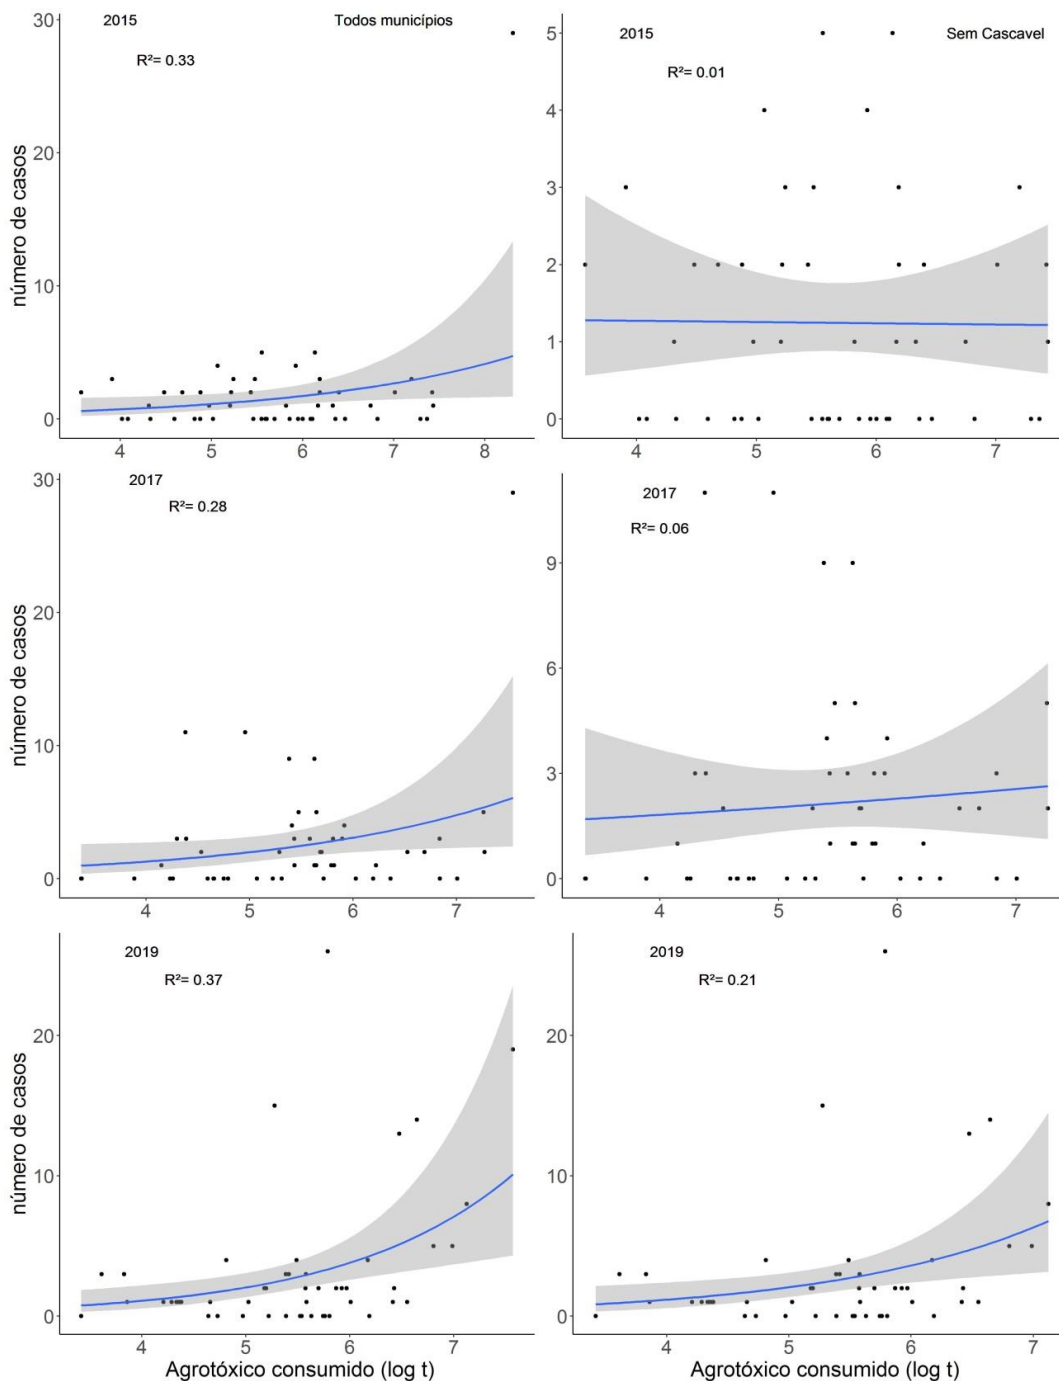 2015 Todos municípios
R²= 0.33
30
20
10
0
4 5 6 7 8
número de casos
2015 Sem Cascavel
R²= 0.01
5
4
3
2
1
0
4 5 6 7
2017
R²= 0.28
30
20
10
0
4 5 6 7
número de casos
2017
R²= 0.06
9
6
3
0
4 5 6 7
2019
R²= 0.37
20
10
0
4 5 6 7
número de casos
Agrotóxico consumido (log t)
2019
R²= 0.21
20
10
0
4 5 6 7
Agrotóxico consumido (log t)